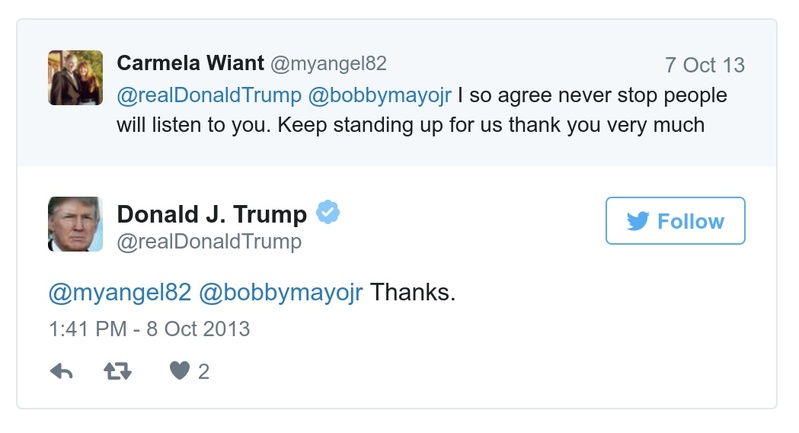 Carmela Wiant @myangel82 7 Oct 13
@realDonaldTrump @bobbymayojr I so agree never stop people
will listen to you. Keep standing up for us thank you very much
Donald J. Trump
@realDonaldTrump
Follow
@myangel82 @bobbymayojr Thanks.
1:41 PM - 8 Oct 2013
2